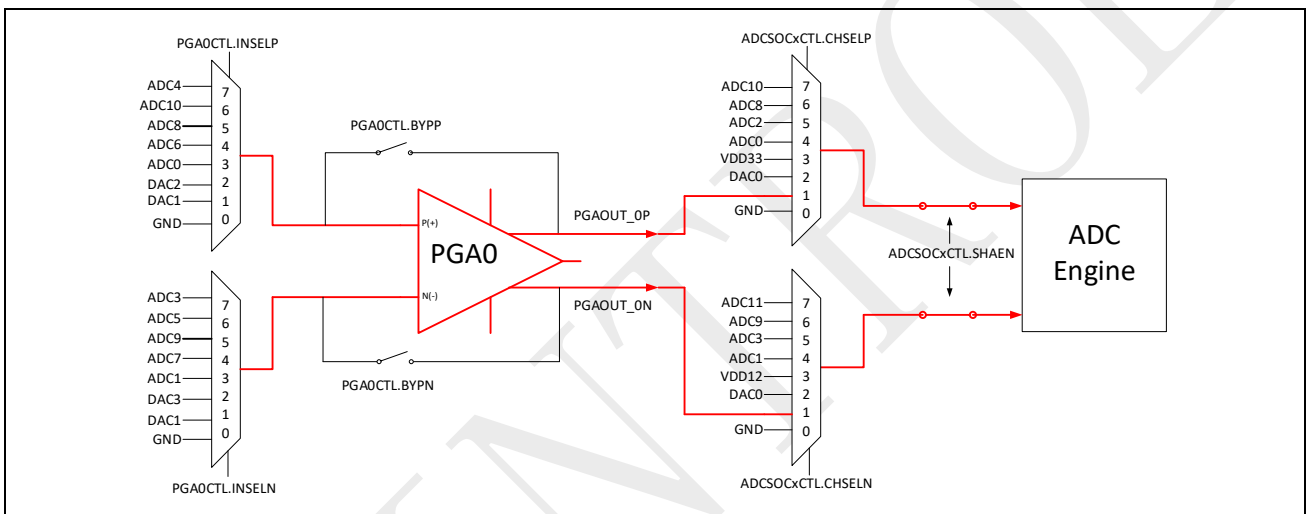 PGA0CTL.INSELP
ADC4 7
ADC10 6
ADC8 5
ADC6 4
ADC0 3
DAC2 2
DAC1 1
GND 0
PGA0CTL.BYPP
P(+)
PGA0
N(-)
PGA0CTL.BYPN
ADC3 7
ADC5 6
ADC9 5
ADC7 4
ADC1 3
DAC3 2
DAC1 1
GND 0
PGA0CTL.INSELN
PGAOUT_0P
PGAOUT_0N
ADCSOCxCTL.CHSELP
ADC10 7
ADC8 6
ADC2 5
ADC0 4
VDD33 3
DAC0 2
1
GND 0
ADC11 7
ADC9 6
ADC3 5
ADC1 4
VDD12 3
DAC0 2
1
GND 0
ADCSOCxCTL.CHSELN
ADCSOCxCTL.SHAEN
ADC
Engine